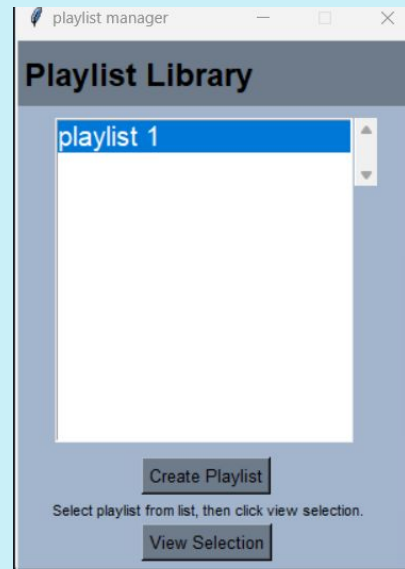 playlist manager
Playlist Library
playlist 1
Create Playlist
Select playlist from list, then click view selection.
View Selection